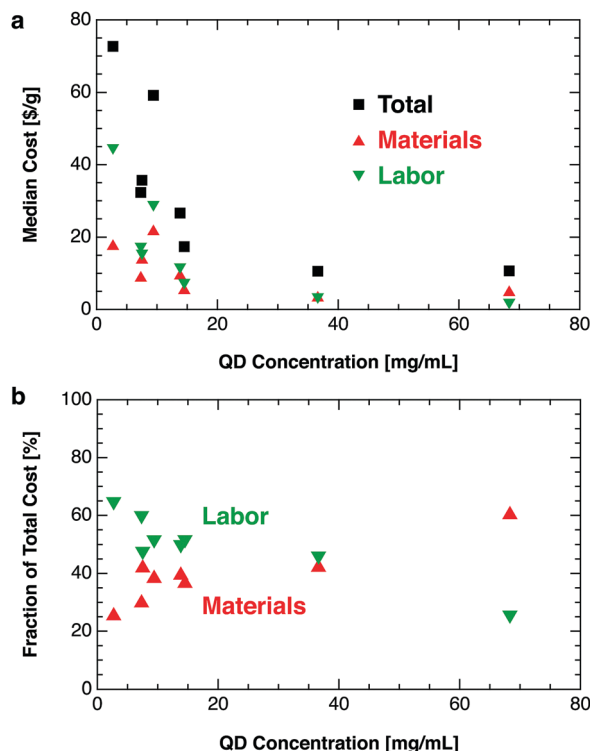 a
Median Cost [$/g]
80
60
40
20
0
Total
Materials
Labor
0 20 40 60 80
QD Concentration [mg/mL]
b
Fraction of Total Cost [%]
100
80
60
40
20
0
Labor
Materials
0 20 40 60 80
QD Concentration [mg/mL]